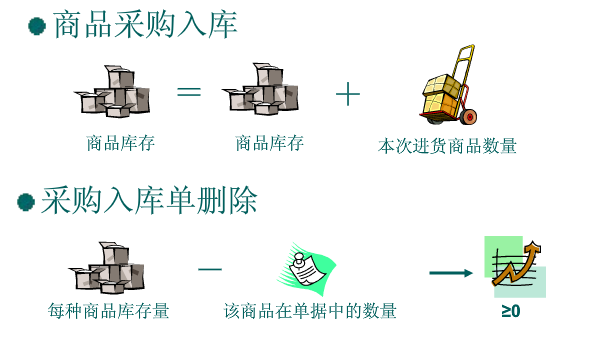 商品采购入库
商品库存 = 商品库存 + 本次进货商品数量
采购入库单删除
每种商品库存量 — 该商品在单据中的数量 → ≥0